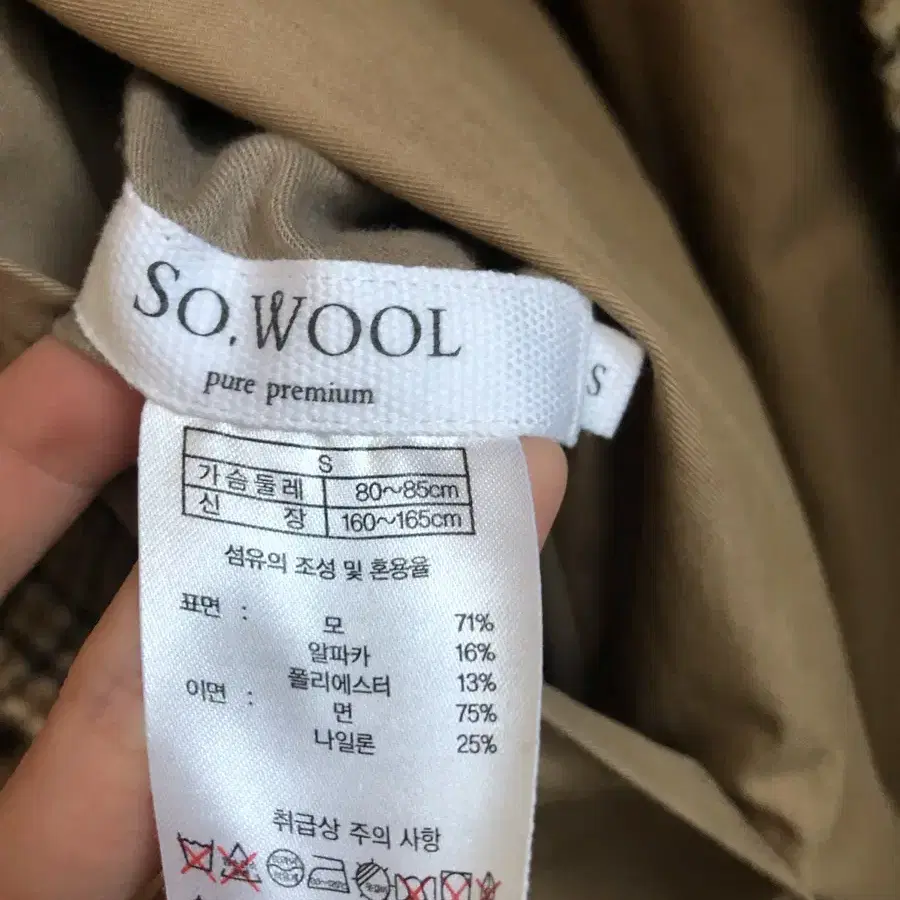 SO.WOOL
pure premium
S
S
가슴둘레 80~85cm
신 장 160~165cm
섬유의 조성 및 혼용율
표면 : 모 71%
알파카 16%
폴리에스터 13%
이면 : 면 75%
나일론 25%
취급상 주의 사항